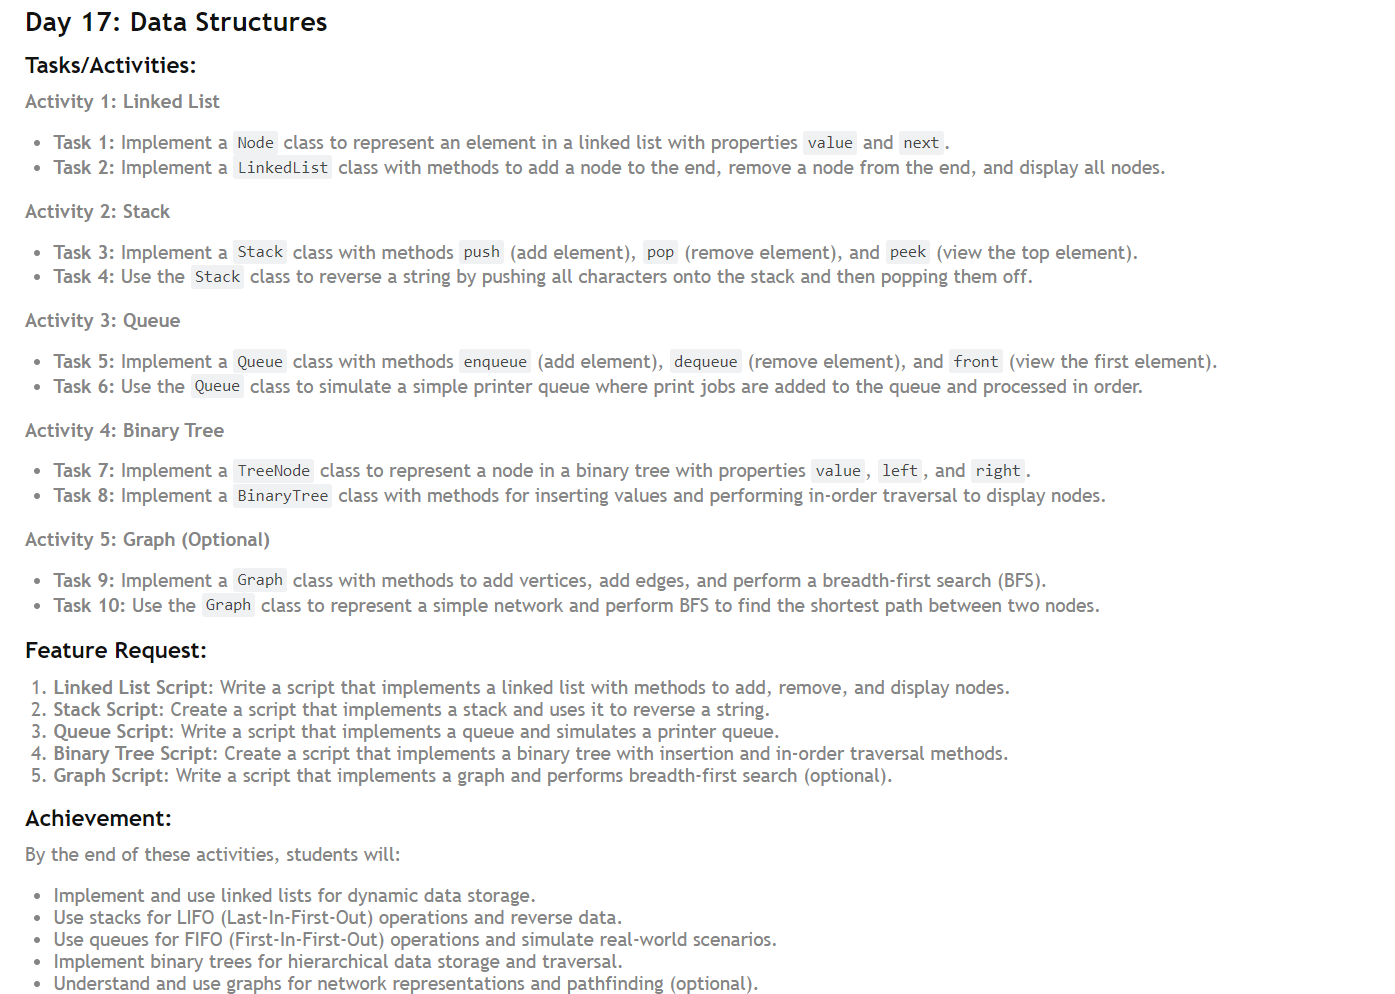 Day 17: Data Structures
Tasks/Activities:
Activity 1: Linked List
• Task 1: Implement a Node class to represent an element in a linked list with properties value and next.
• Task 2: Implement a LinkedList class with methods to add a node to the end, remove a node from the end, and display all nodes.
Activity 2: Stack
• Task 3: Implement a Stack class with methods push (add element), pop (remove element), and peek (view the top element).
• Task 4: Use the Stack class to reverse a string by pushing all characters onto the stack and then popping them off.
Activity 3: Queue
• Task 5: Implement a Queue class with methods enqueue (add element), dequeue (remove element), and front (view the first element).
• Task 6: Use the Queue class to simulate a simple printer queue where print jobs are added to the queue and processed in order.
Activity 4: Binary Tree
• Task 7: Implement a TreeNode class to represent a node in a binary tree with properties value, left, and right.
• Task 8: Implement a BinaryTree class with methods for inserting values and performing in-order traversal to display nodes.
Activity 5: Graph (Optional)
• Task 9: Implement a Graph class with methods to add vertices, add edges, and perform a breadth-first search (BFS).
• Task 10: Use the Graph class to represent a simple network and perform BFS to find the shortest path between two nodes.
Feature Request:
1. Linked List Script: Write a script that implements a linked list with methods to add, remove, and display nodes.
2. Stack Script: Create a script that implements a stack and uses it to reverse a string.
3. Queue Script: Write a script that implements a queue and simulates a printer queue.
4. Binary Tree Script: Create a script that implements a binary tree with insertion and in-order traversal methods.
5. Graph Script: Write a script that implements a graph and performs breadth-first search (optional).
Achievement:
By the end of these activities, students will:
• Implement and use linked lists for dynamic data storage.
• Use stacks for LIFO (Last-In-First-Out) operations and reverse data.
• Use queues for FIFO (First-In-First-Out) operations and simulate real-world scenarios.
• Implement binary trees for hierarchical data storage and traversal.
• Understand and use graphs for network representations and pathfinding (optional).